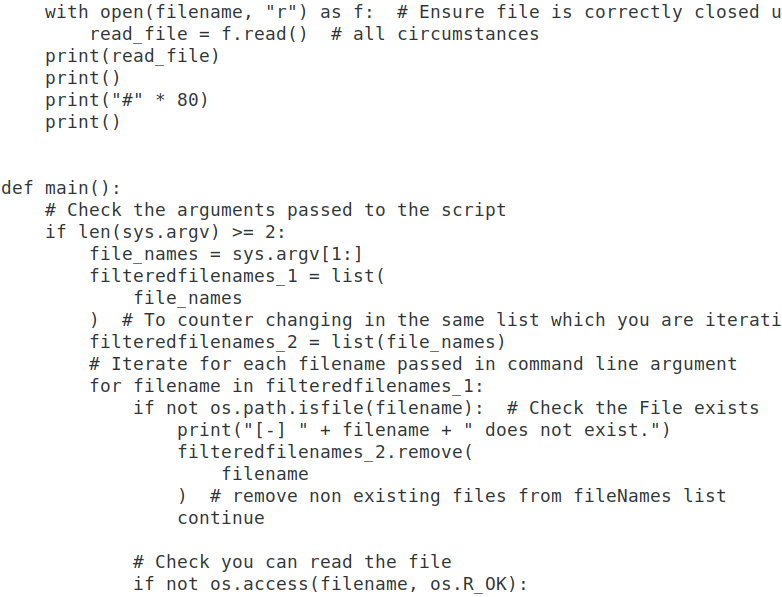 with open(filename, "r") as f:  # Ensure file is correctly closed u
        read_file = f.read()  # all circumstances
    print(read_file)
    print()
    print("#" * 80)
    print()


def main():
    # Check the arguments passed to the script
    if len(sys.argv) >= 2:
        file_names = sys.argv[1:]
        filteredfilenames_1 = list(
            file_names
        )  # To counter changing in the same list which you are iterati
        filteredfilenames_2 = list(file_names)
        # Iterate for each filename passed in command line argument
        for filename in filteredfilenames_1:
            if not os.path.isfile(filename):  # Check the File exists
                print("[-] " + filename + " does not exist.")
                filteredfilenames_2.remove(
                    filename
                )  # remove non existing files from fileNames list
                continue

            # Check you can read the file
            if not os.access(filename, os.R_OK):